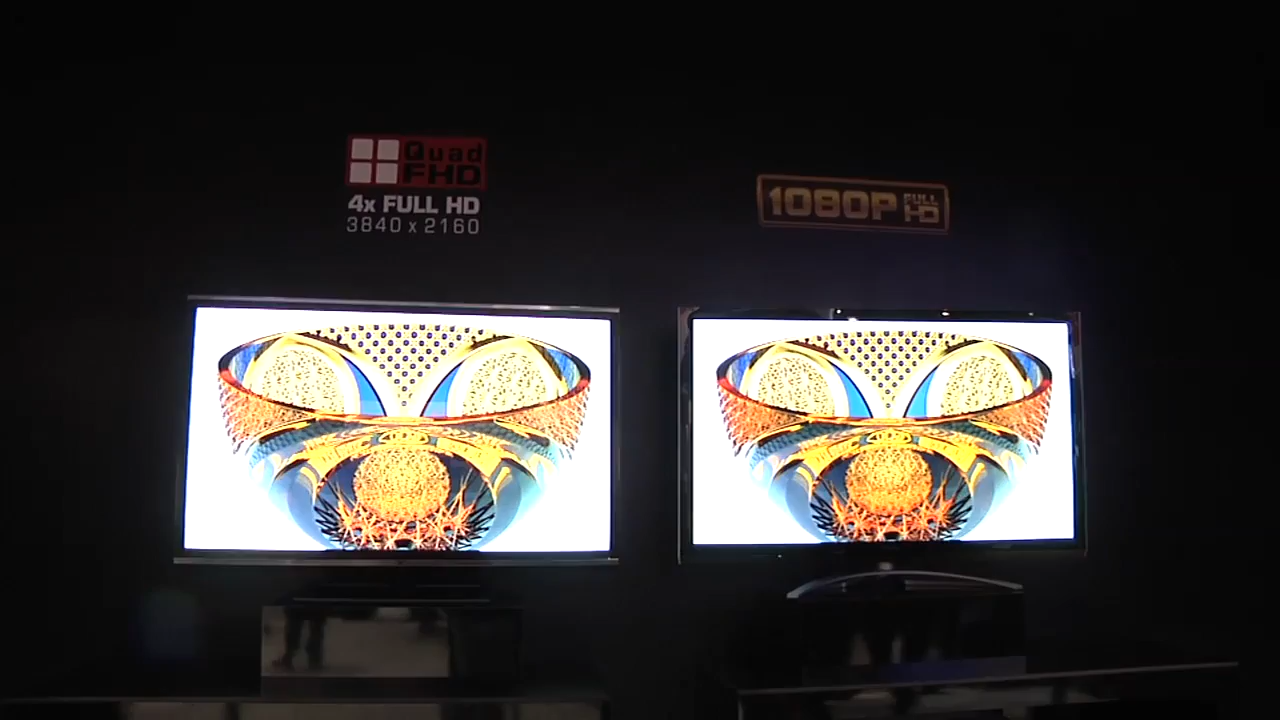 Quad
FHD
4x FULL HD
3840 x 2160
1080P FULL
HD